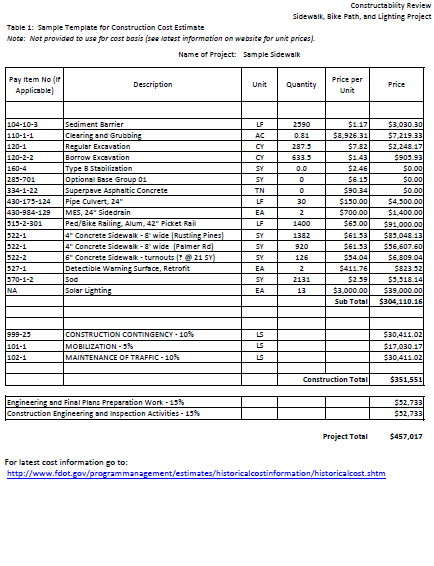 Constructability Review
Sidewalk, Bike Path, and Lighting Project
Table 1: Sample Template for Construction Cost Estimate
Note: Not provided to use for cost basis (see latest information on website for unit prices).
Name of Project: Sample Sidewalk
Pay Item No (If Applicable) Description Unit Quantity Price per Unit Price
104-10-3 Sediment Barrier LF 2590 $1.17 $3,030.30
110-1-1 Clearing and Grubbing AC 0.81 $8,926.31 $7,219.33
120-1 Regular Excavation CY 287.5 $7.82 $2,248.17
120-2-2 Borrow Excavation CY 633.5 $1.43 $905.93
160-4 Type B Stabilization SY 0.0 $2.46 $0.00
285-701 Optional Base Group 01 SY 0 $6.15 $0.00
334-1-22 Superpave Asphaltic Concrete TN 0 $90.34 $0.00
430-175-124 Pipe Culvert, 24" LF 30 $150.00 $4,500.00
430-984-129 MES, 24" Sidedrain EA 2 $700.00 $1,400.00
515-2-301 Ped/Bike Railing, Alum, 42" Picket Rail LF 1400 $65.00 $91,000.00
522-1 4" Concrete Sidewalk - 8' wide (Rustling Pines) SY 1382 $61.53 $85,048.13
522-1 4" Concrete Sidewalk - 8' wide (Palmer Rd) SY 920 $61.53 $56,607.60
522-2 6" Concrete Sidewalk - turnouts (? @ 21 SY) SY 126 $54.04 $6,809.04
527-1 Detectible Warning Surface, Retrofit EA 2 $411.76 $823.52
570-1-2 Sod SY 2131 $2.59 $5,518.14
NA Solar Lighting EA 13 $3,000.00 $39,000.00
Sub Total $304,110.16
999-25 CONSTRUCTION CONTINGENCY - 10% LS $30,411.02
101-1 MOBILIZATION - 5% LS $17,030.17
102-1 MAINTENANCE OF TRAFFIC - 10% LS $30,411.02
Construction Total $351,551
Engineering and Final Plans Preparation Work - 15% $52,733
Construction Engineering and Inspection Activities - 15% $52,733
Project Total $457,017
For latest cost information go to:
http://www.fdot.gov/programmanagement/estimates/historicalcostinformation/historicalcost.shtm